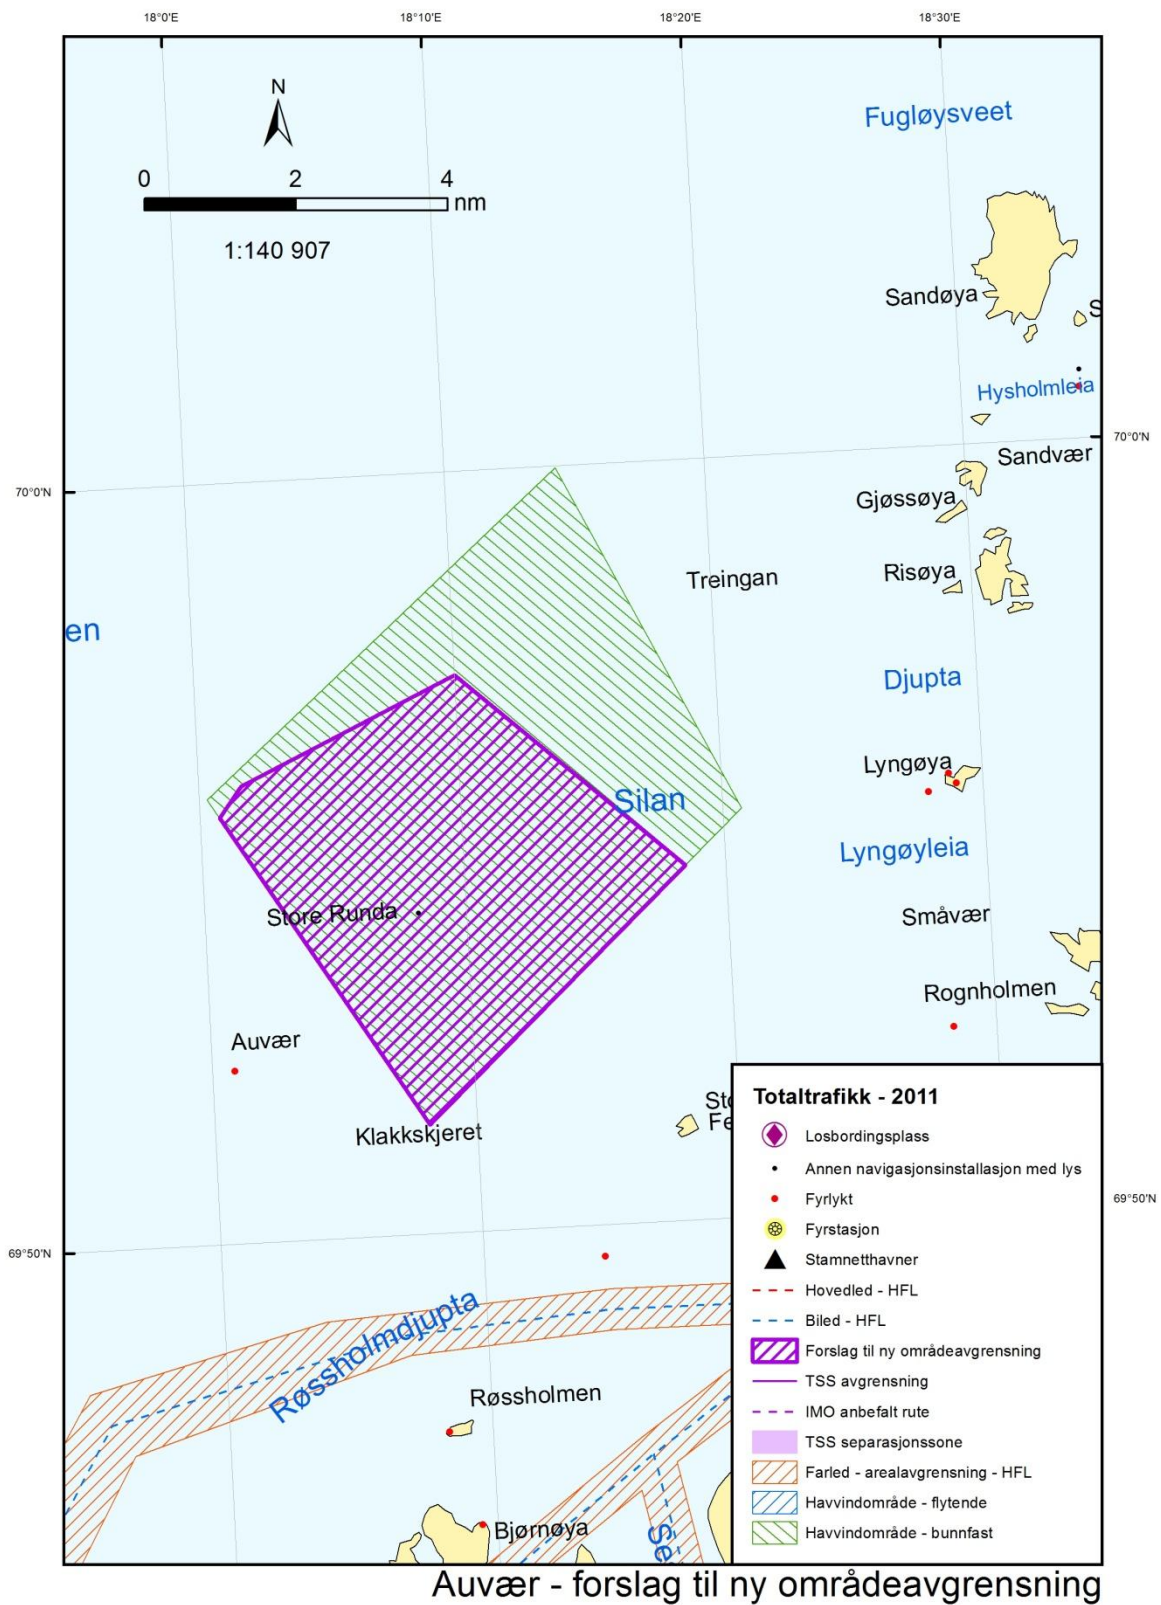 18°0'E 18°10'E 18°20'E 18°30'E
N
Fugløysveet
0 2 4
nm
1:140 907
Sandøya
S
Hysholmleia
70°0'N
Sandvær
70°0'N
Gjøssøya
Treingan
Risøya
en
Djupta
Lyngøya
Silan
Lyngøyleia
Store Runda
Småvær
Rognholmen
Auvær
Klakkskjeret
Sto
Fe
69°50'N
69°50'N
Røssholmdjupta
Røssholmen
Bjørnøya
Se
Totaltrafikk - 2011
Losbordingsplass
Annen navigasjonsinstallasjon med lys
Fyrlykt
Fyrstasjon
Stamnetthavner
Hovedled - HFL
Biled - HFL
Forslag til ny områdeavgrensning
TSS avgrensning
IMO anbefalt rute
TSS separasjonssone
Farled - arealavgrensning - HFL
Havvindområde - flytende
Havvindområde - bunnfast
Auvær - forslag til ny områdeavgrensning